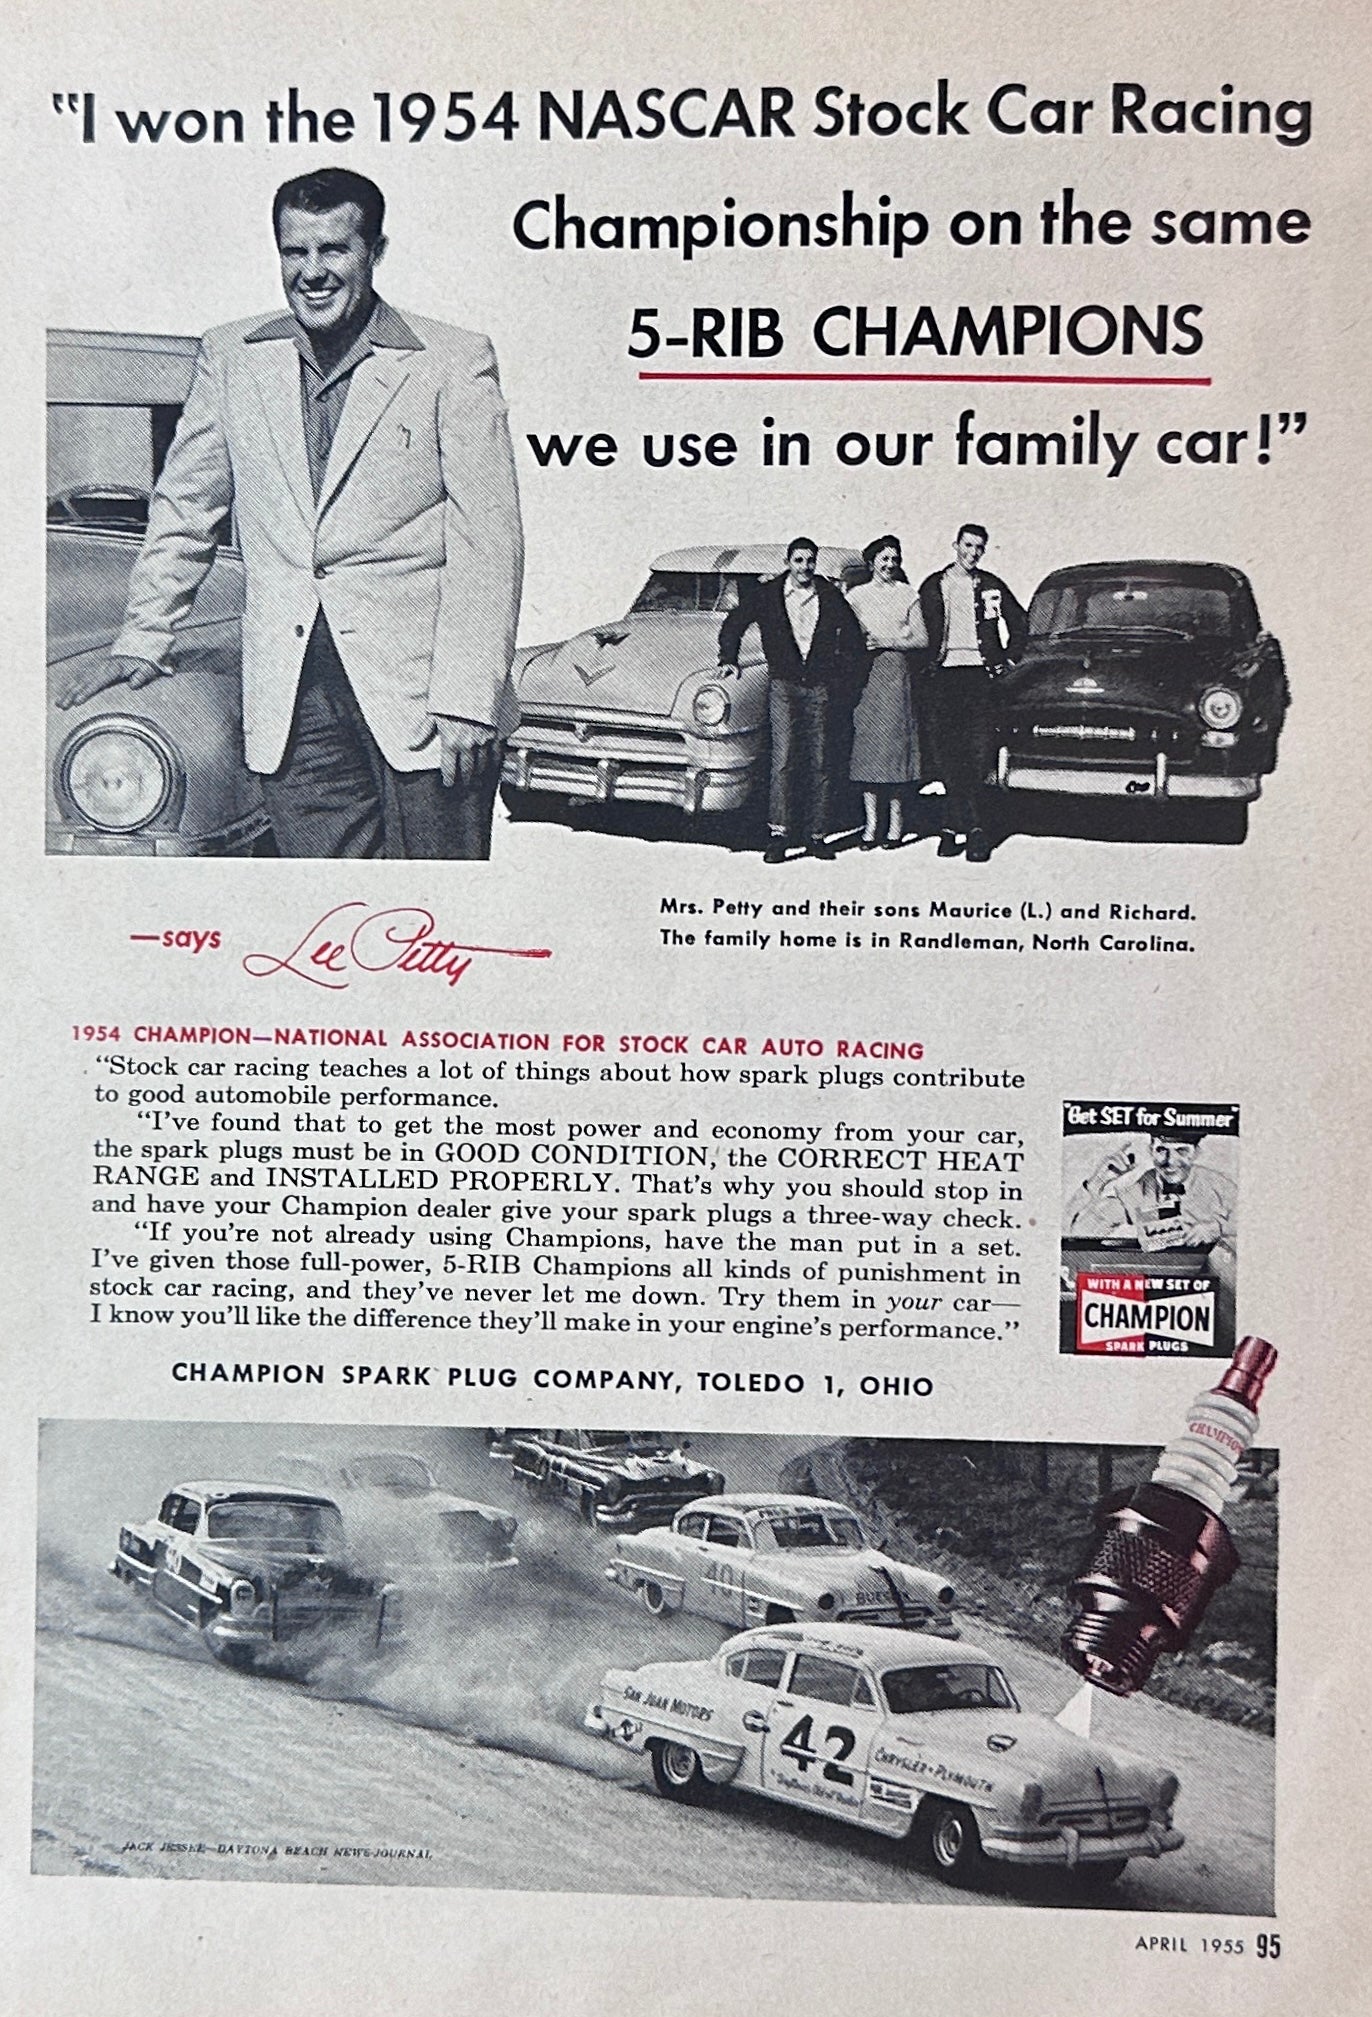 "I won the 1954 NASCAR Stock Car Racing
Championship on the same
5-RIB CHAMPIONS
we use in our family car!"
Mrs. Petty and their sons Maurice (L.) and Richard.
The family home is in Randleman, North Carolina.
—says Lee Petty
1954 CHAMPION—NATIONAL ASSOCIATION FOR STOCK CAR AUTO RACING
"Stock car racing teaches a lot of things about how spark plugs contribute
to good automobile performance.
"I've found that to get the most power and economy from your car,
the spark plugs must be in GOOD CONDITION, the CORRECT HEAT
RANGE and INSTALLED PROPERLY. That's why you should stop in
and have your Champion dealer give your spark plugs a three-way check.
"If you're not already using Champions, have the man put in a set.
I've given those full-power, 5-RIB Champions all kinds of punishment in
stock car racing, and they've never let me down. Try them in your car—
I know you'll like the difference they'll make in your engine's performance."
"Get SET for Summer"
WITH A NEW SET OF
CHAMPION
SPARK PLUGS
CHAMPION SPARK PLUG COMPANY, TOLEDO 1, OHIO
CHAMPION
40
SAN JUAN MOTORS
42
CHRYSLER-PLYMOUTH
JACK JESSEE—DAYTONA BEACH NEWS-JOURNAL
APRIL 1955 95